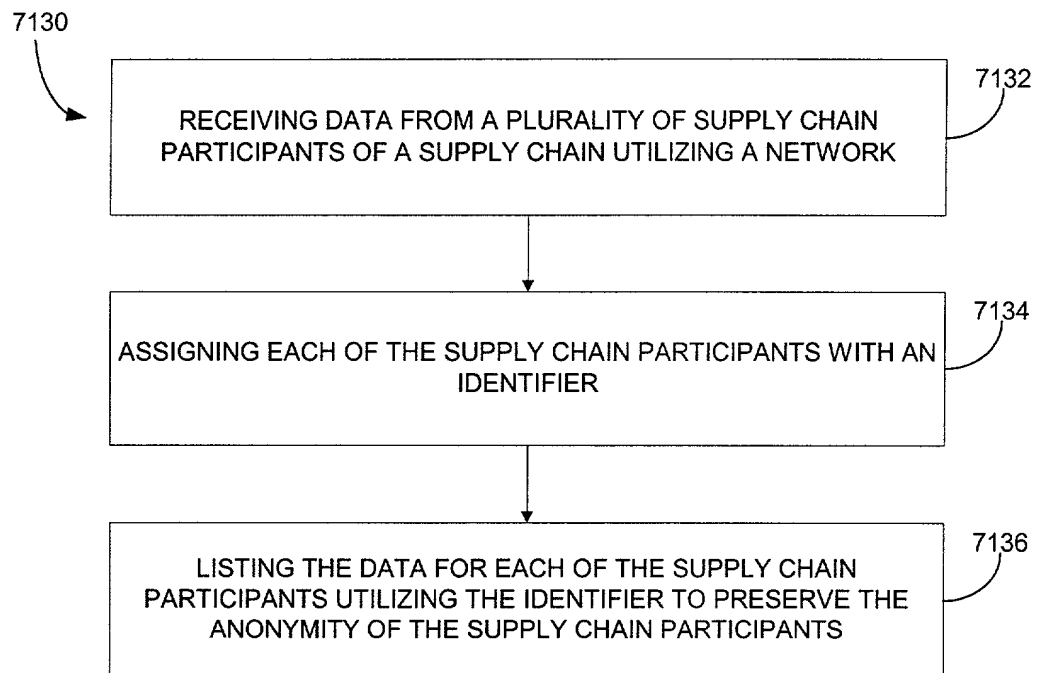 7130
7132
RECEIVING DATA FROM A PLURALITY OF SUPPLY CHAIN
PARTICIPANTS OF A SUPPLY CHAIN UTILIZING A NETWORK
7134
ASSIGNING EACH OF THE SUPPLY CHAIN PARTICIPANTS WITH AN
IDENTIFIER
7136
LISTING THE DATA FOR EACH OF THE SUPPLY CHAIN
PARTICIPANTS UTILIZING THE IDENTIFIER TO PRESERVE THE
ANONYMITY OF THE SUPPLY CHAIN PARTICIPANTS